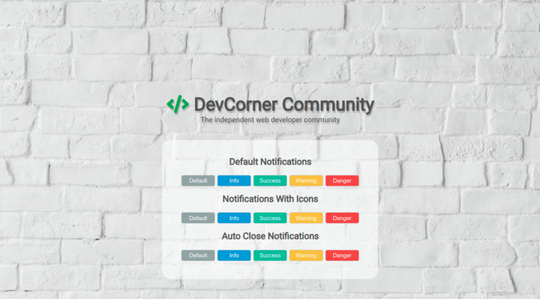 </> DevCorner Community
The independent web developer community
Default Notifications
Default Info Success Warning Danger
Notifications With Icons
Default Info Success Warning Danger
Auto Close Notifications
Default Info Success Warning Danger